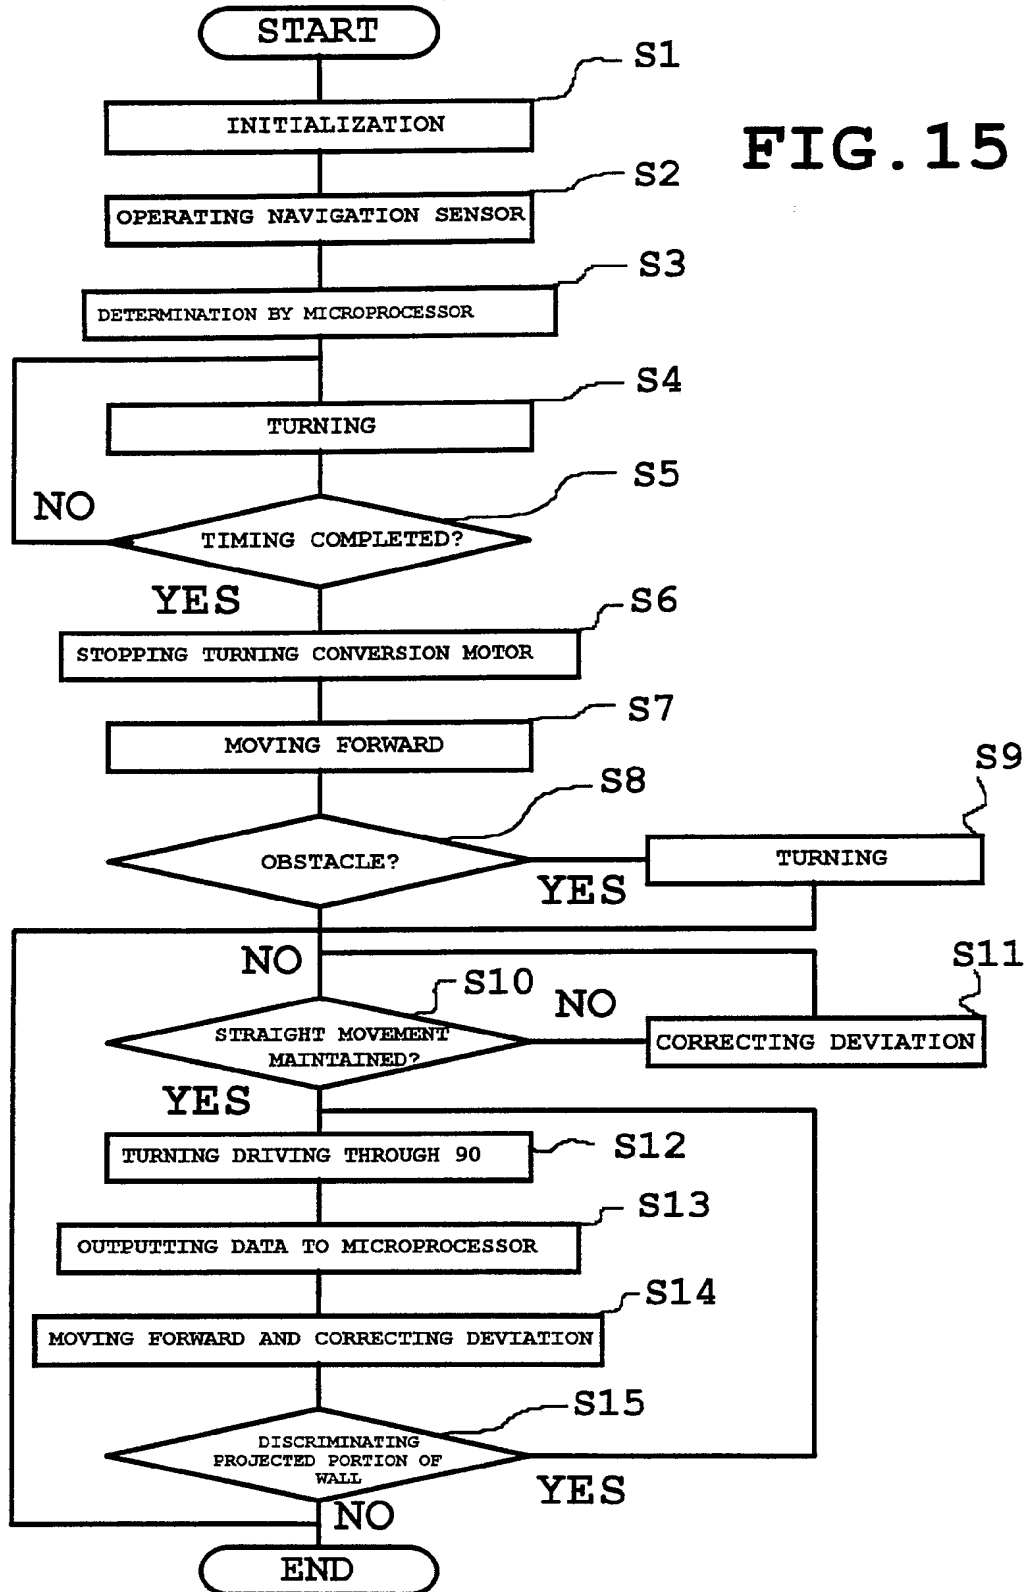 START
S1
INITIALIZATION
FIG.15
S2
OPERATING NAVIGATION SENSOR
S3
DETERMINATION BY MICROPROCESSOR
S4
TURNING
S5
NO
TIMING COMPLETED?
YES
S6
STOPPING TURNING CONVERSION MOTOR
S7
MOVING FORWARD
S8
S9
OBSTACLE?
TURNING
YES
NO
S10
NO
S11
STRAIGHT MOVEMENT
MAINTAINED?
CORRECTING DEVIATION
YES
S12
TURNING DRIVING THROUGH 90
S13
OUTPUTTING DATA TO MICROPROCESSOR
S14
MOVING FORWARD AND CORRECTING DEVIATION
S15
DISCRIMINATING
PROJECTED PORTION OF
WALL
YES
NO
END